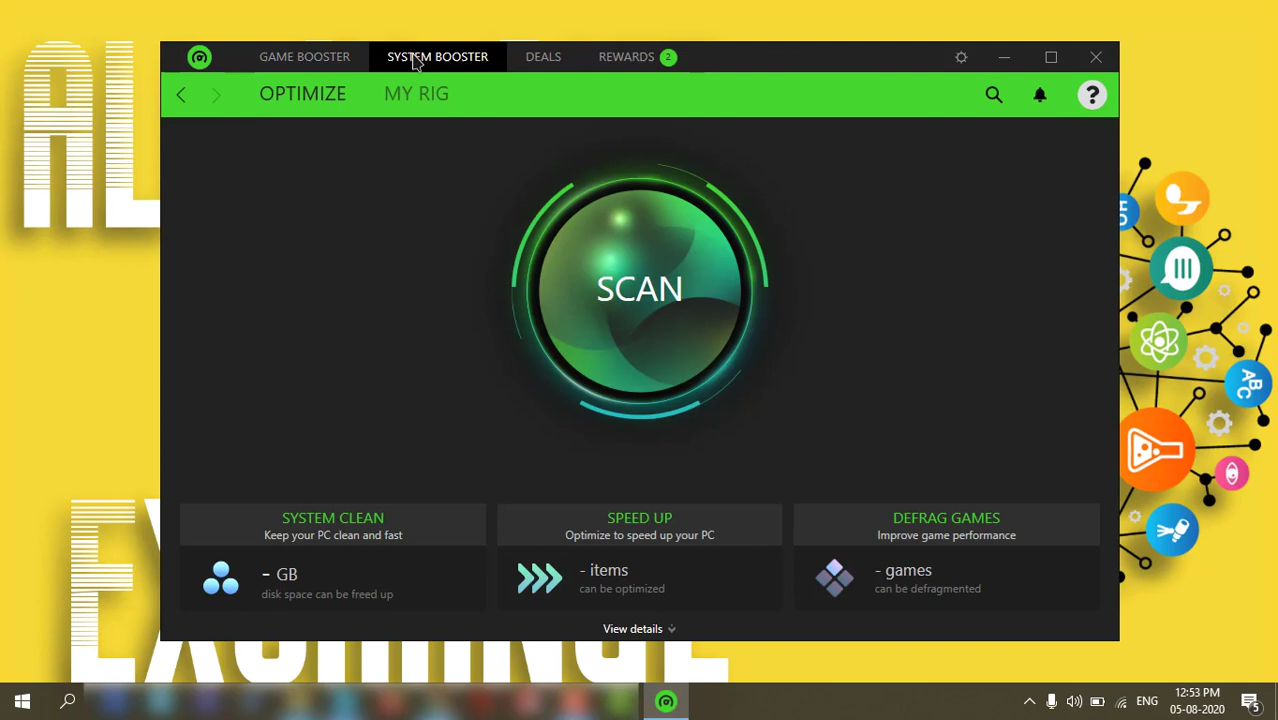 GAME BOOSTER
SYSTEM BOOSTER
DEALS
REWARDS 2
OPTIMIZE
MY RIG
?
SCAN
SYSTEM CLEAN
Keep your PC clean and fast
- GB
disk space can be freed up
SPEED UP
Optimize to speed up your PC
- items
can be optimized
DEFRAG GAMES
Improve game performance
- games
can be defragmented
View details
ABC
ENG
12:53 PM
05-08-2020
5